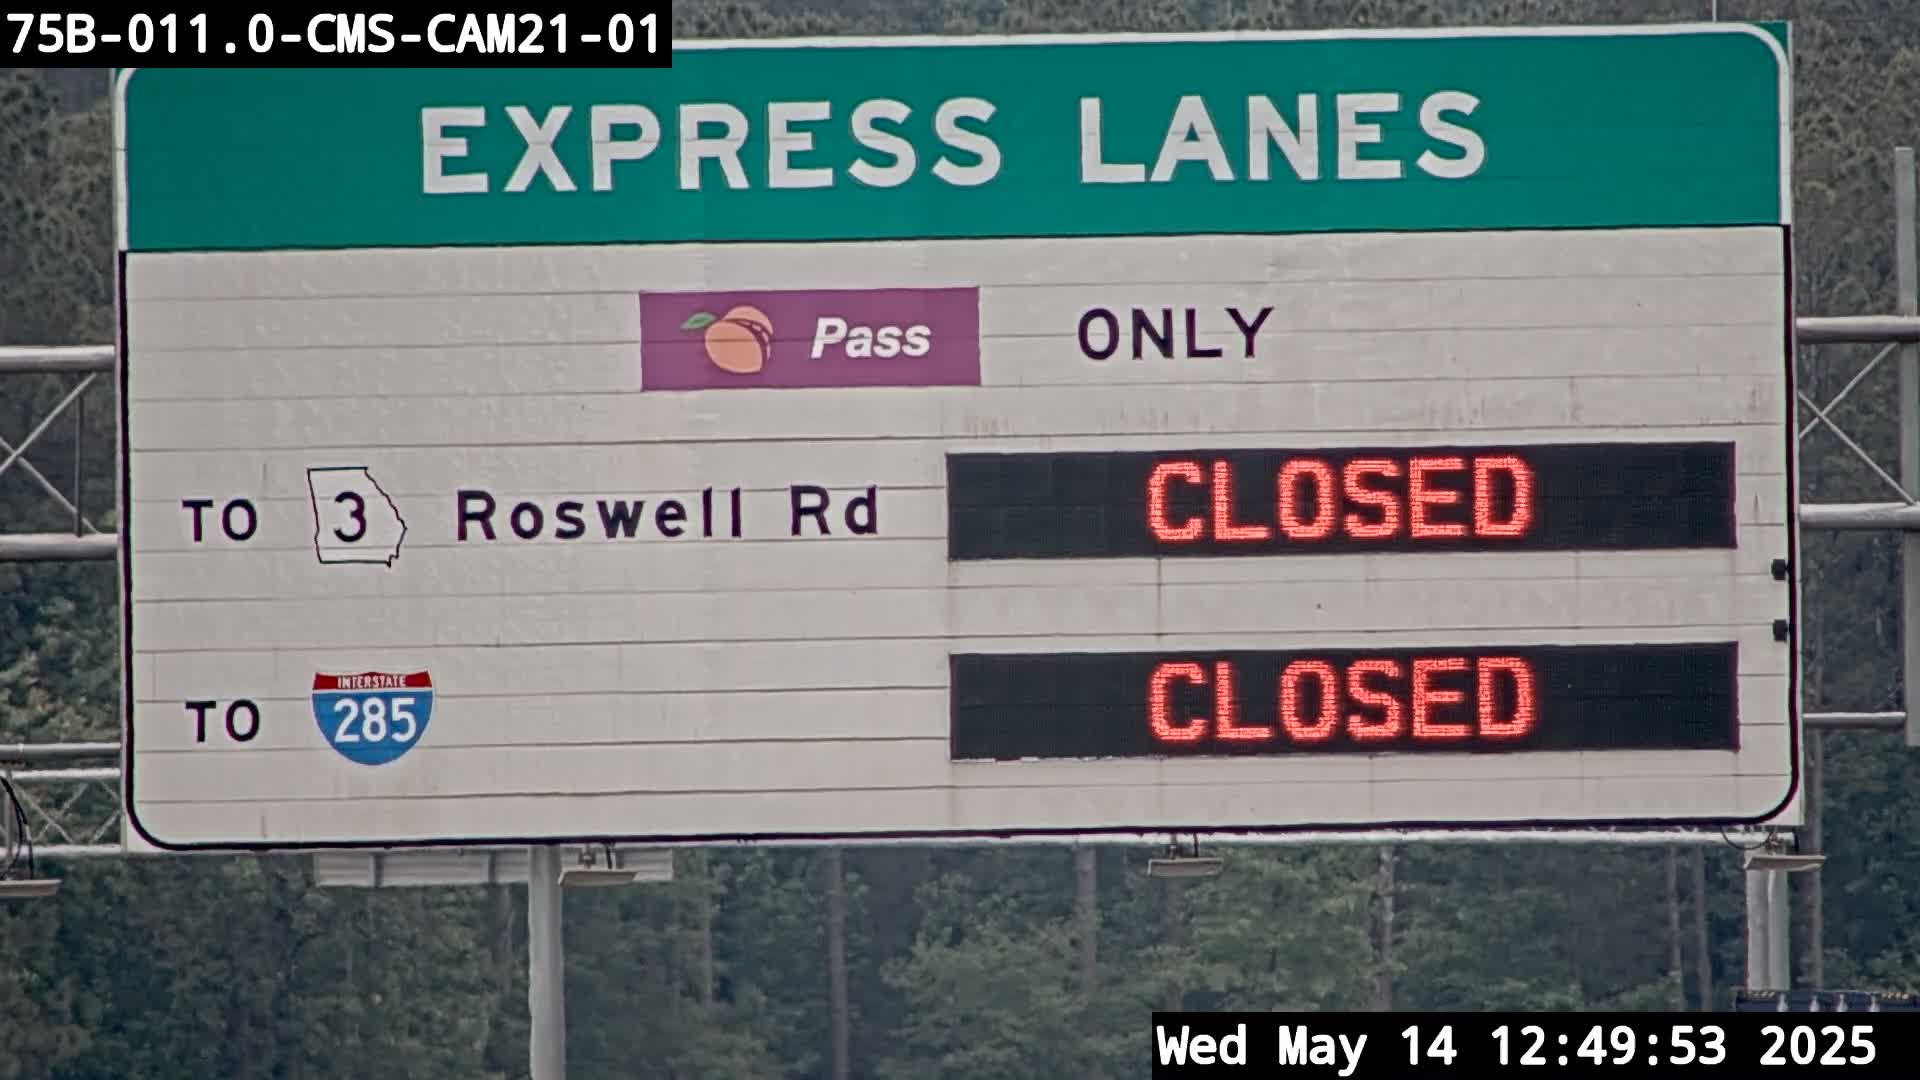 75B-011.0-CMS-CAM21-01
EXPRESS LANES
Pass ONLY
TO 3 Roswell Rd CLOSED
INTERSTATE
TO 285 CLOSED
Wed May 14 12:49:53 2025